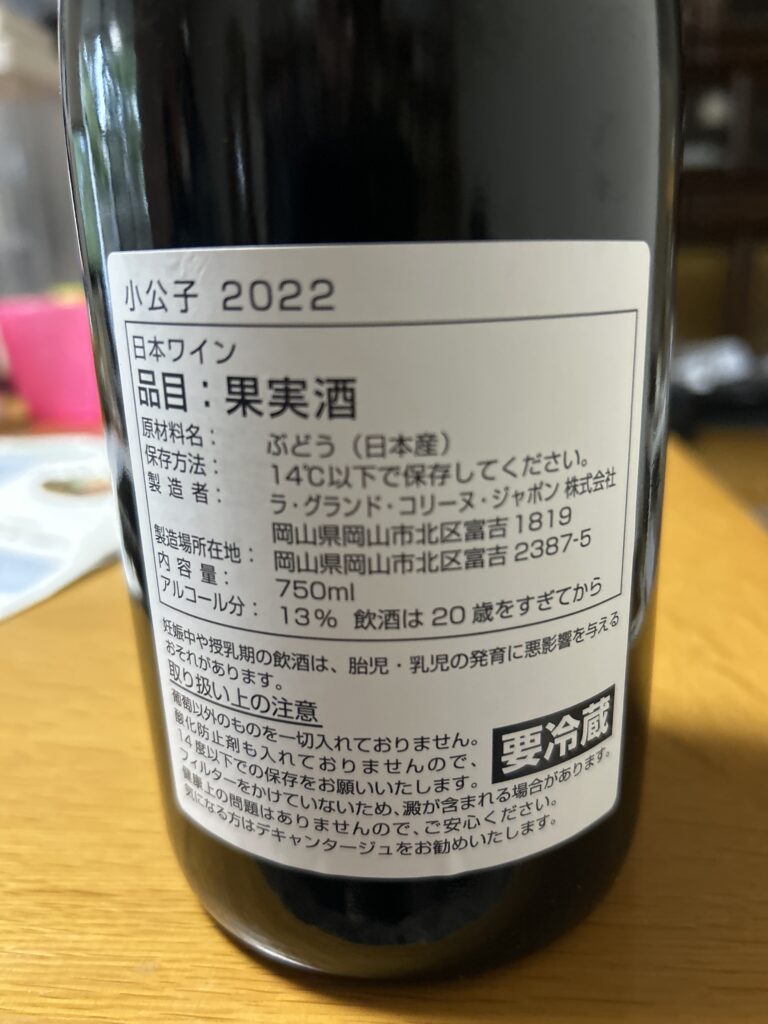 小公子 2022
日本ワイン
品目：果実酒
原材料名： ぶどう（日本産）
保存方法： 14℃以下で保存してください。
製造者： ラ・グランド・コリーヌ・ジャポン 株式会社
岡山県岡山市北区富吉 1819
製造場所在地： 岡山県岡山市北区富吉 2387-5
内容量： 750ml
アルコール分： 13% 飲酒は 20 歳をすぎてから
妊娠中や授乳期の飲酒は、胎児・乳児の発育に悪影響を与える
おそれがあります。
取り扱い上の注意
葡萄以外のものを一切入れておりません。
酸化防止剤も入れておりませんので、
14 度以下での保存をお願いいたします。
要冷蔵
フィルターをかけていないため、澱が含まれる場合があります。
健康上の問題はありませんので、ご安心ください。
気になる方はデキャンタージュをお勧めいたします。